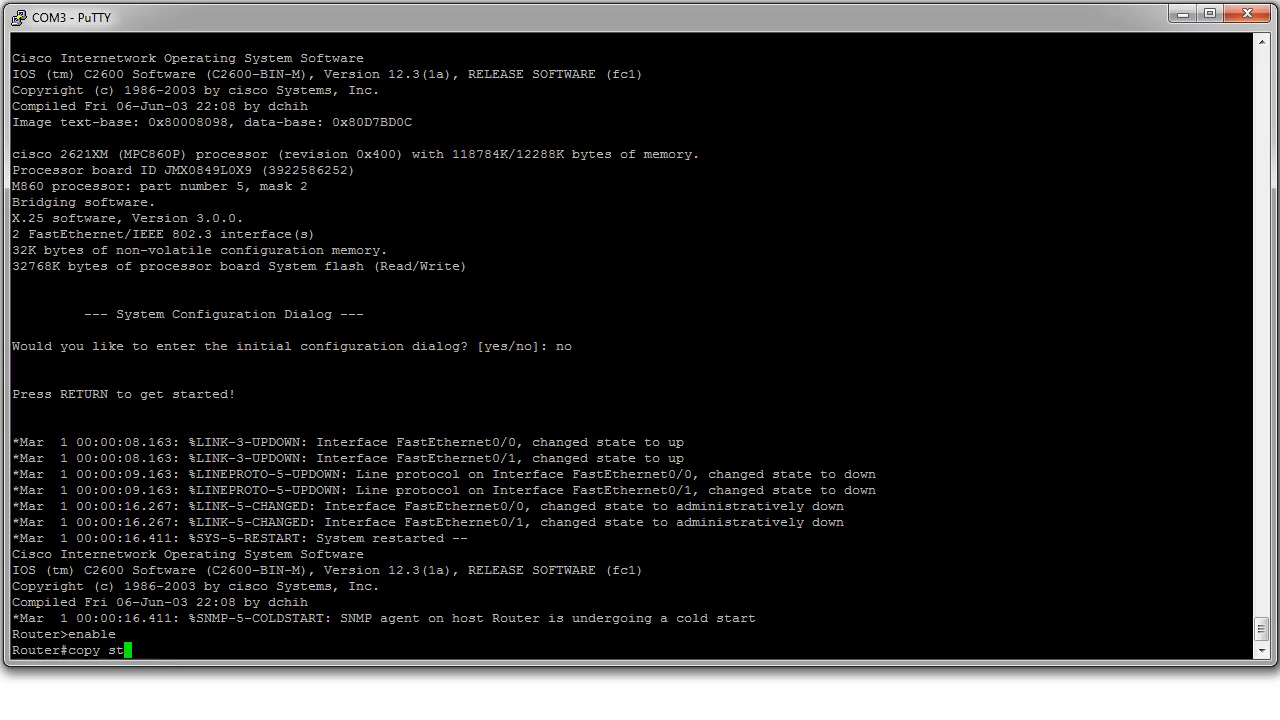 COM3 - PuTTY
Cisco Internetwork Operating System Software
IOS (tm) C2600 Software (C2600-BIN-M), Version 12.3(1a), RELEASE SOFTWARE (fc1)
Copyright (c) 1986-2003 by cisco Systems, Inc.
Compiled Fri 06-Jun-03 22:08 by dchih
Image text-base: 0x80008098, data-base: 0x80D7BD0C
cisco 2621XM (MPC860P) processor (revision 0x400) with 118784K/12288K bytes of memory.
Processor board ID JMX0849L0X9 (3922586252)
M860 processor: part number 5, mask 2
Bridging software.
X.25 software, Version 3.0.0.
2 FastEthernet/IEEE 802.3 interface(s)
32K bytes of non-volatile configuration memory.
32768K bytes of processor board System flash (Read/Write)
--- System Configuration Dialog ---
Would you like to enter the initial configuration dialog? [yes/no]: no
Press RETURN to get started!
*Mar  1 00:00:08.163: %LINK-3-UPDOWN: Interface FastEthernet0/0, changed state to up
*Mar  1 00:00:08.163: %LINK-3-UPDOWN: Interface FastEthernet0/1, changed state to up
*Mar  1 00:00:09.163: %LINEPROTO-5-UPDOWN: Line protocol on Interface FastEthernet0/0, changed state to down
*Mar  1 00:00:09.163: %LINEPROTO-5-UPDOWN: Line protocol on Interface FastEthernet0/1, changed state to down
*Mar  1 00:00:16.267: %LINK-5-CHANGED: Interface FastEthernet0/0, changed state to administratively down
*Mar  1 00:00:16.267: %LINK-5-CHANGED: Interface FastEthernet0/1, changed state to administratively down
*Mar  1 00:00:16.411: %SYS-5-RESTART: System restarted --
Cisco Internetwork Operating System Software
IOS (tm) C2600 Software (C2600-BIN-M), Version 12.3(1a), RELEASE SOFTWARE (fc1)
Copyright (c) 1986-2003 by cisco Systems, Inc.
Compiled Fri 06-Jun-03 22:08 by dchih
*Mar  1 00:00:16.411: %SNMP-5-COLDSTART: SNMP agent on host Router is undergoing a cold start
Router>enable
Router#copy st